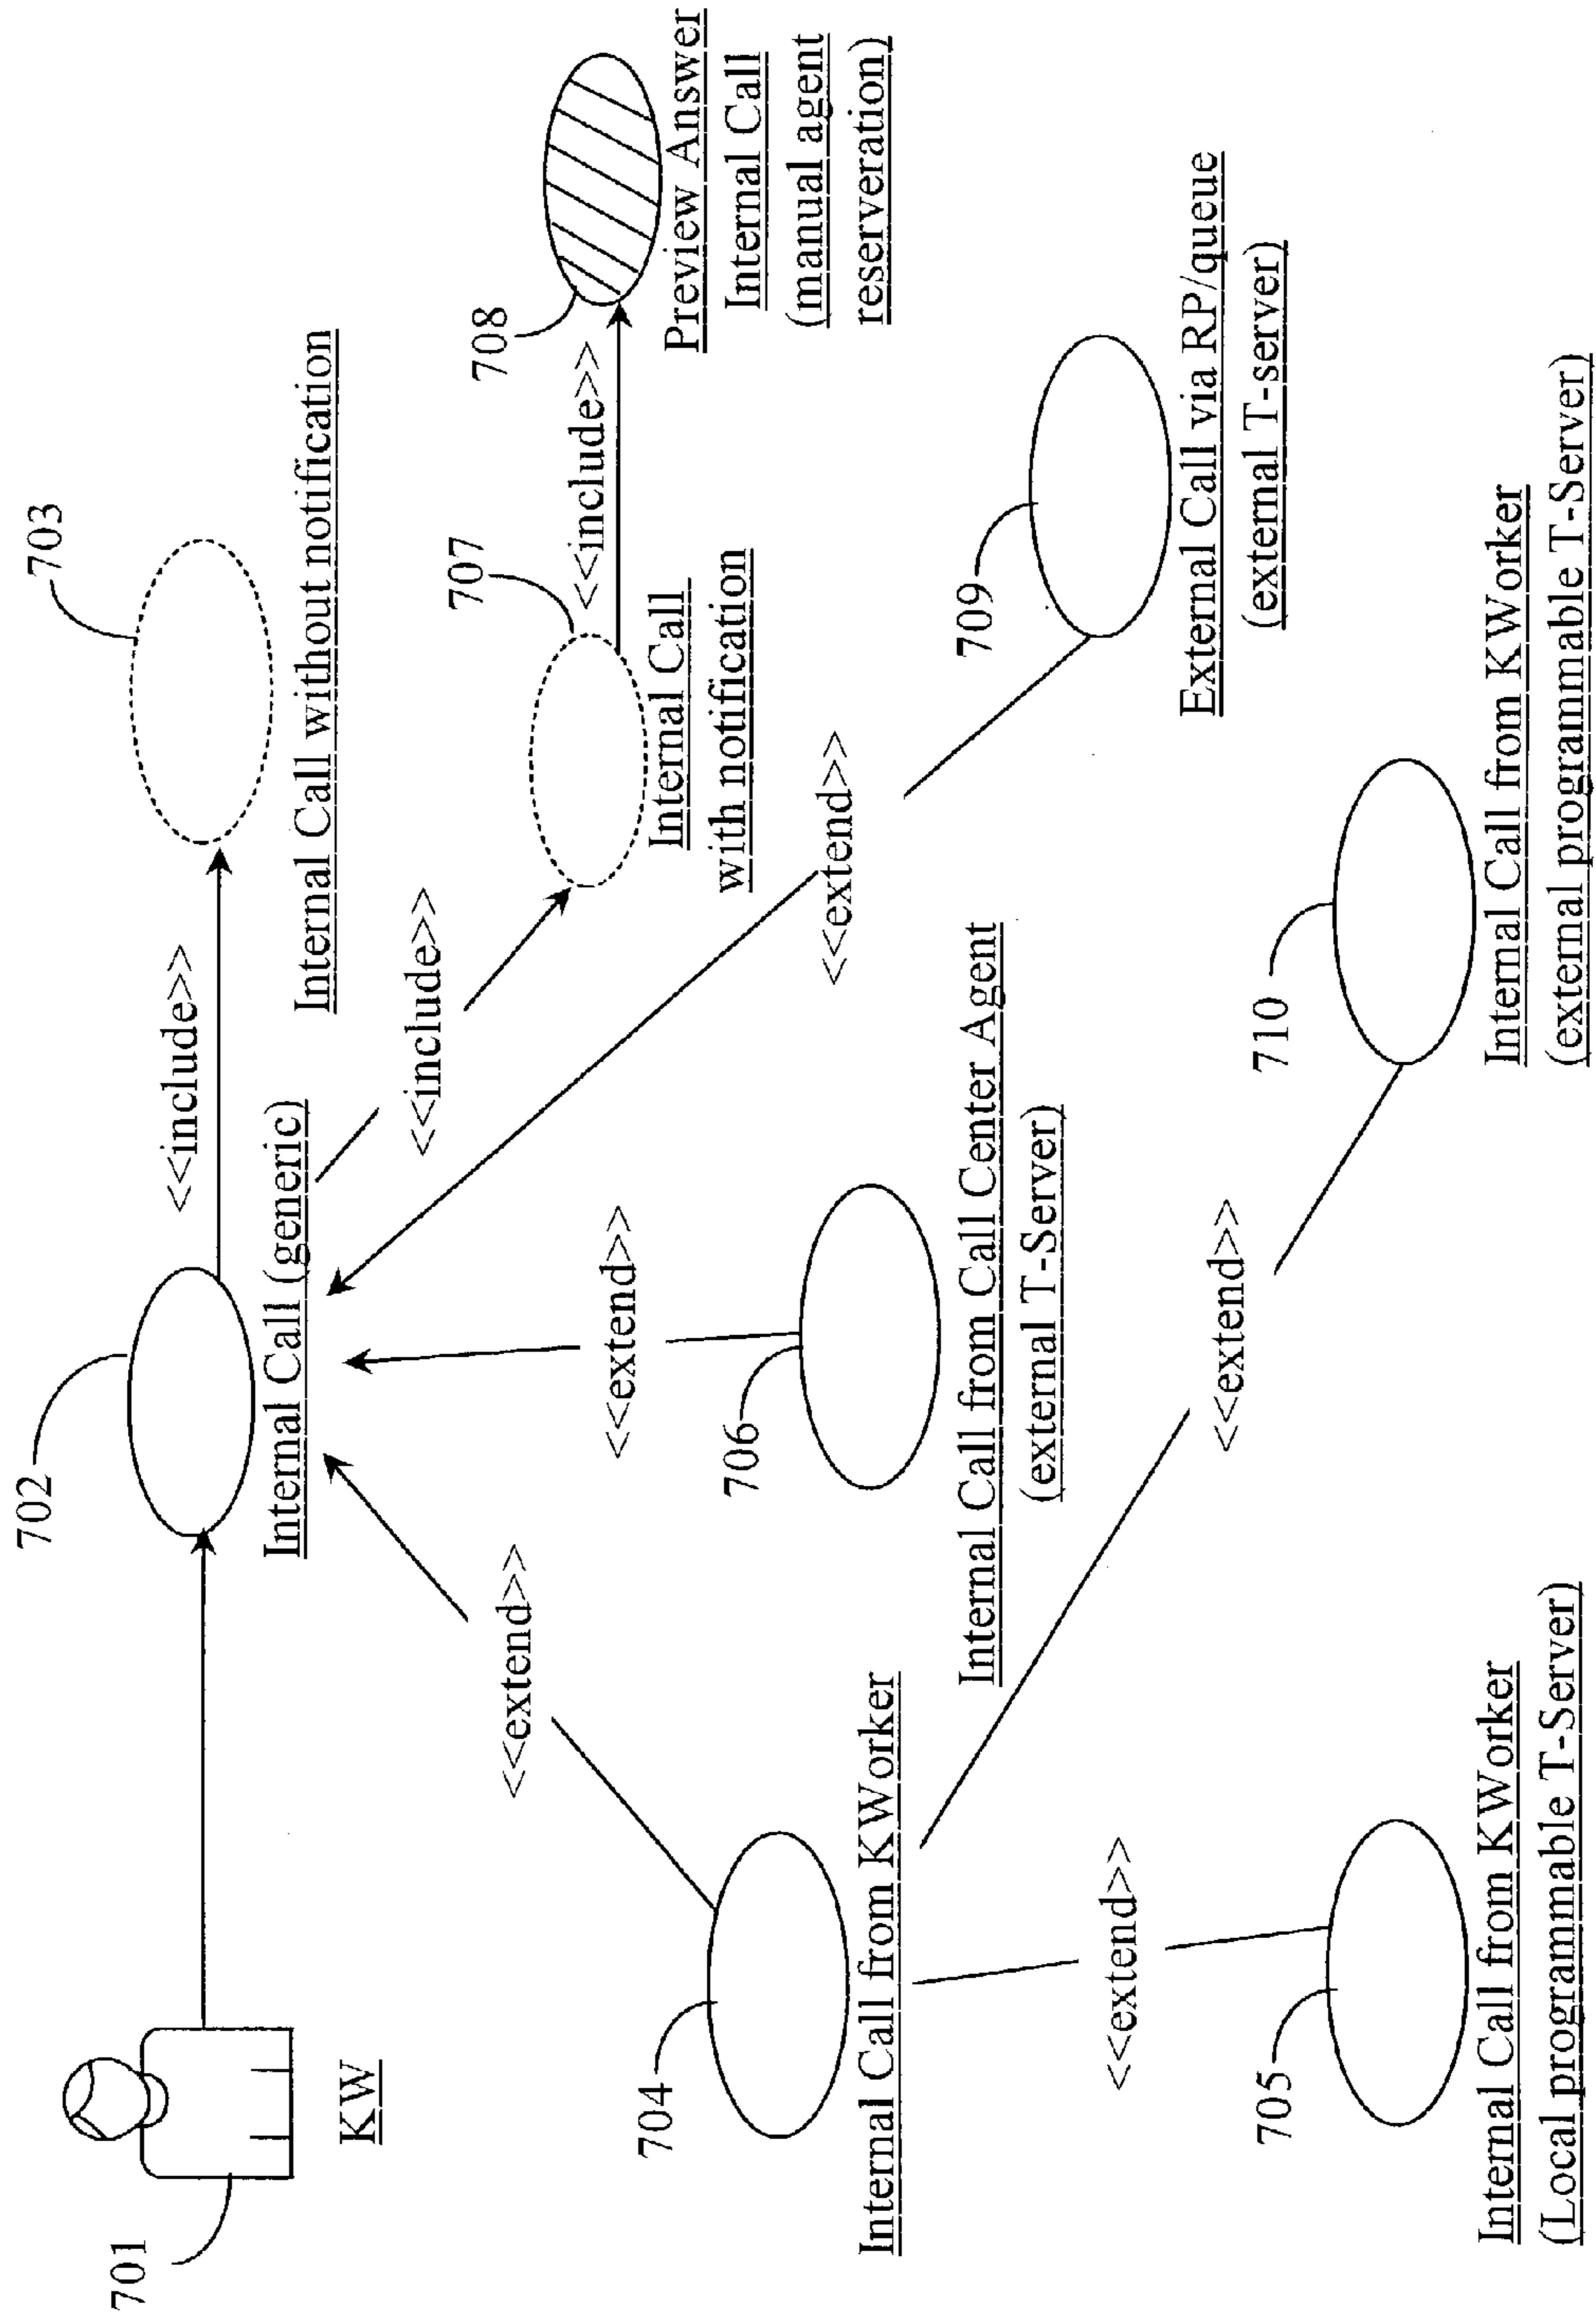 701
KW
702
Internal Call (generic)
<<include>>
703
Internal Call without notification
<<include>>
707
Internal Call
with notification
<<include>>
708
Preview Answer
Internal Call
(manual agent
reserveration)
<<extend>>
<<extend>>
<<extend>>
704
Internal Call from KWorker
706
Internal Call from Call Center Agent
(external T-Server)
709
External Call via RP/queue
(external T-server)
<<extend>>
<<extend>>
705
Internal Call from KWorker
(Local programmable T-Server)
710
Internal Call from KWorker
(external programmable T-Server)